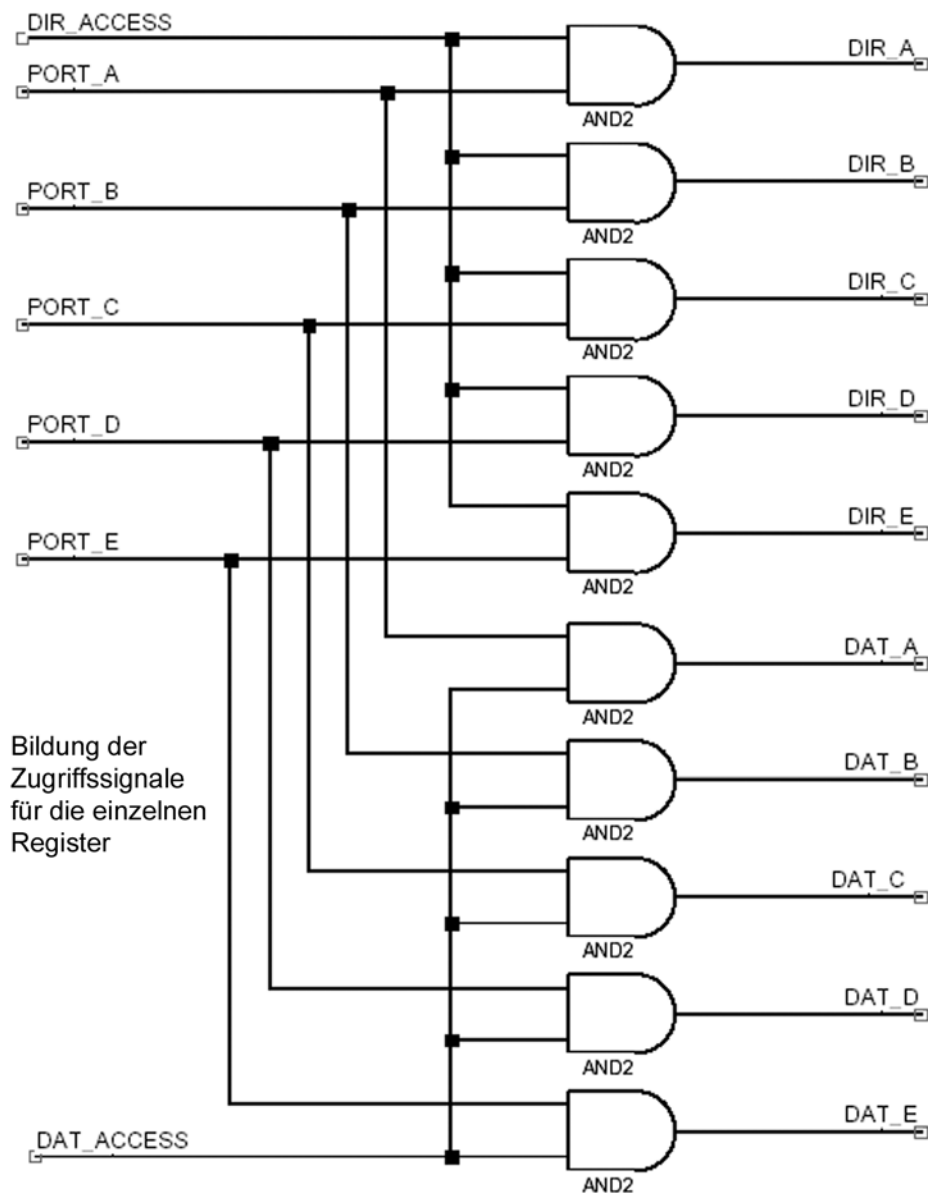 DIR_ACCESS
DIR_A
PORT_A
AND2
DIR_B
PORT_B
AND2
DIR_C
PORT_C
AND2
DIR_D
PORT_D
AND2
DIR_E
PORT_E
AND2
DAT_A
AND2
Bildung der
Zugriffssignale
für die einzelnen
Register
DAT_B
AND2
DAT_C
AND2
DAT_D
AND2
DAT_E
DAT_ACCESS
AND2